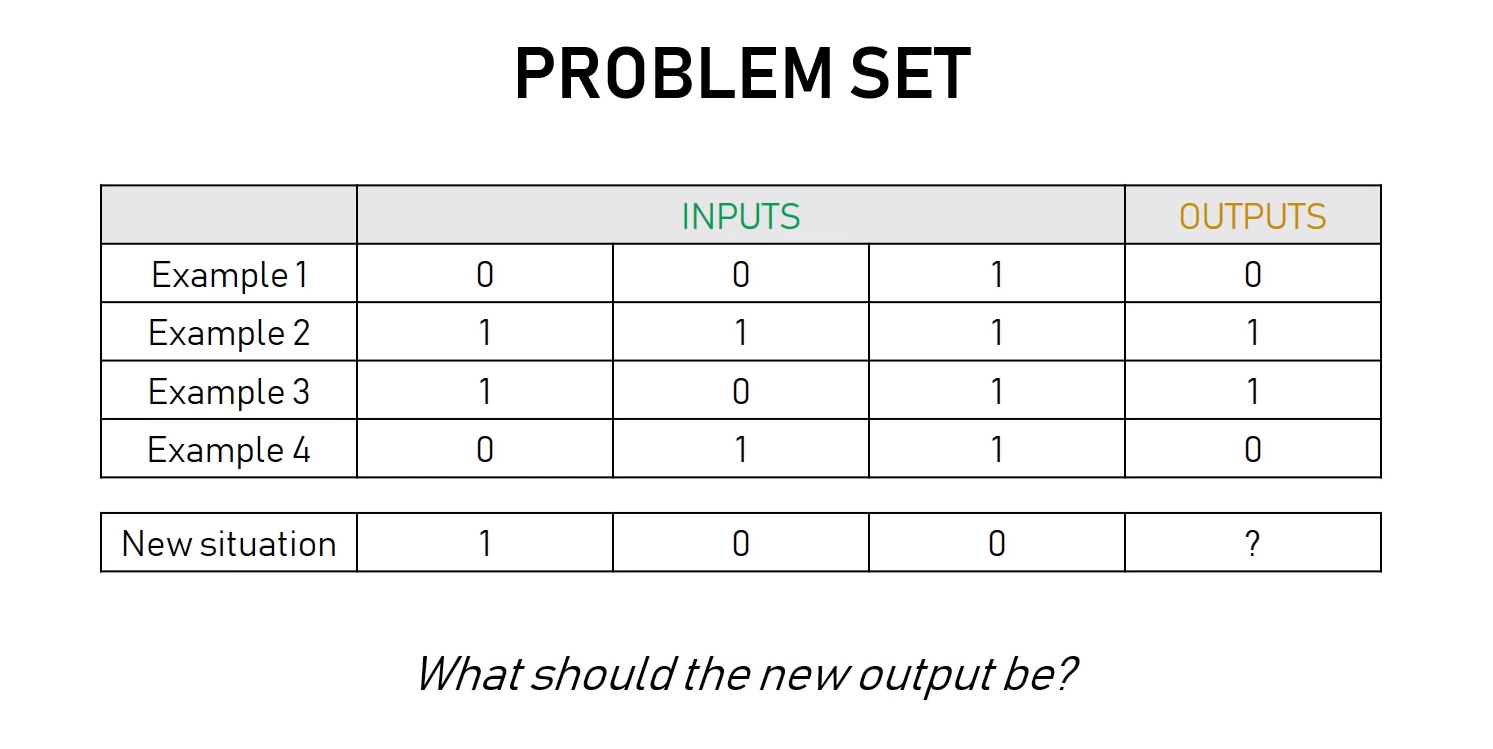 PROBLEM SET
INPUTS OUTPUTS
Example 1 0 0 1 0
Example 2 1 1 1 1
Example 3 1 0 1 1
Example 4 0 1 1 0
New situation 1 0 0 ?
What should the new output be?